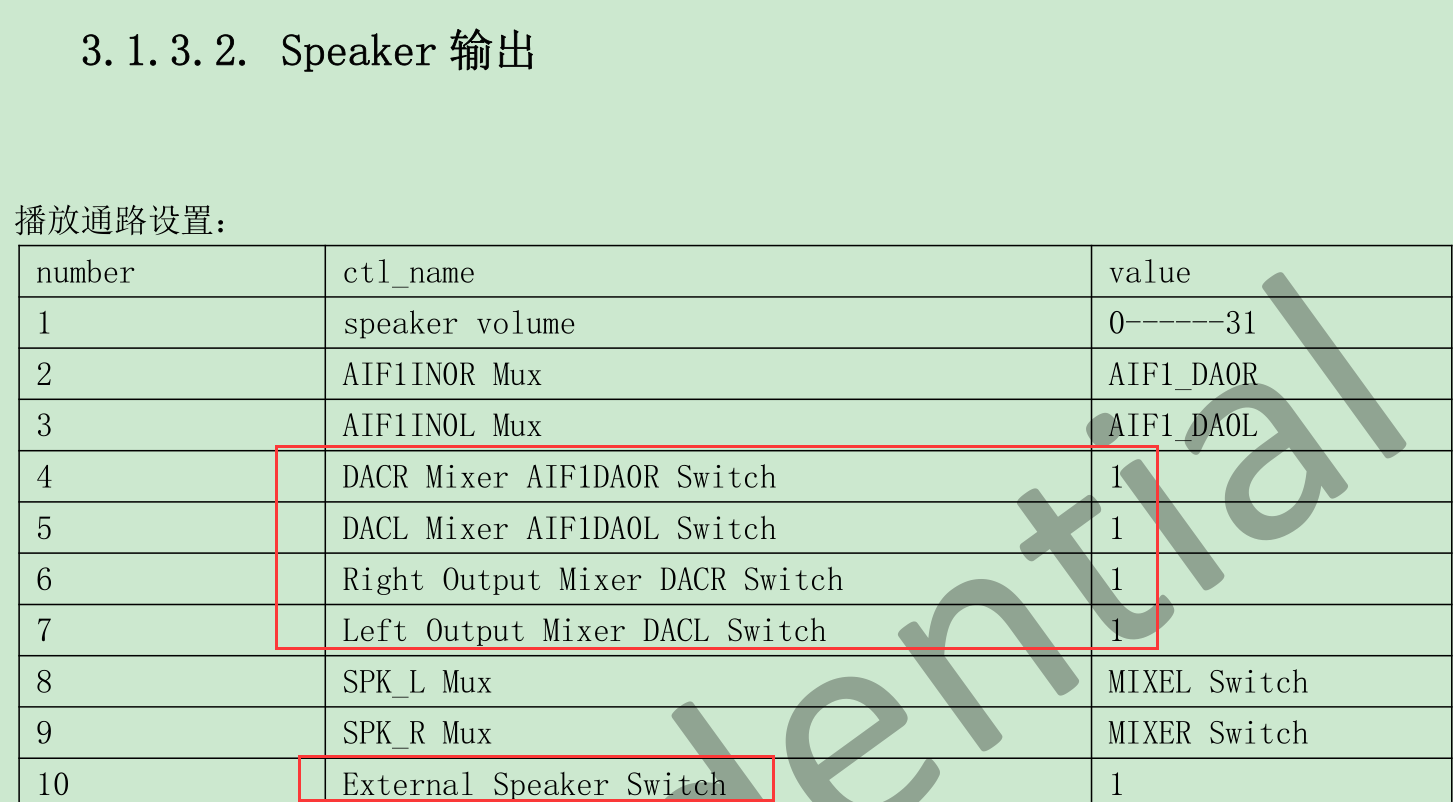 3.1.3.2. Speaker 输出
播放通路设置：
number ctl_name value
1 speaker volume 0------31
2 AIF1IN0R Mux AIF1_DA0R
3 AIF1IN0L Mux AIF1_DA0L
4 DACR Mixer AIF1DA0R Switch 1
5 DACL Mixer AIF1DA0L Switch 1
6 Right Output Mixer DACR Switch 1
7 Left Output Mixer DACL Switch 1
8 SPK_L Mux MIXEL Switch
9 SPK_R Mux MIXER Switch
10 External Speaker Switch 1
dential